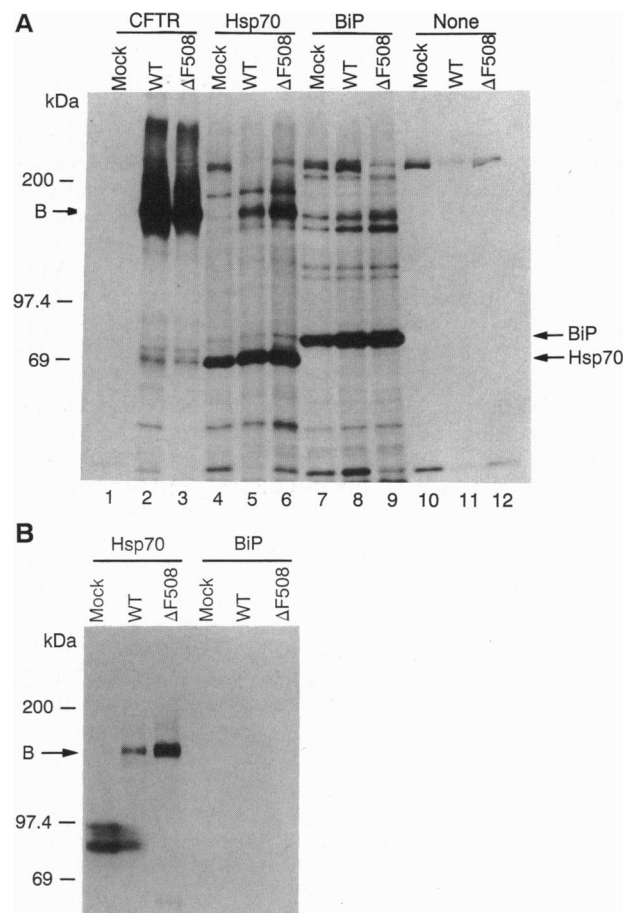 A
CFTR Hsp70 BiP None
Mock WT ΔF508 Mock WT ΔF508 Mock WT ΔF508 Mock WT ΔF508
kDa
200
B
97.4
BiP
69
Hsp70
1 2 3 4 5 6 7 8 9 10 11 12
B
Hsp70 BiP
Mock WT ΔF508 Mock WT ΔF508
kDa
200
B
97.4
69